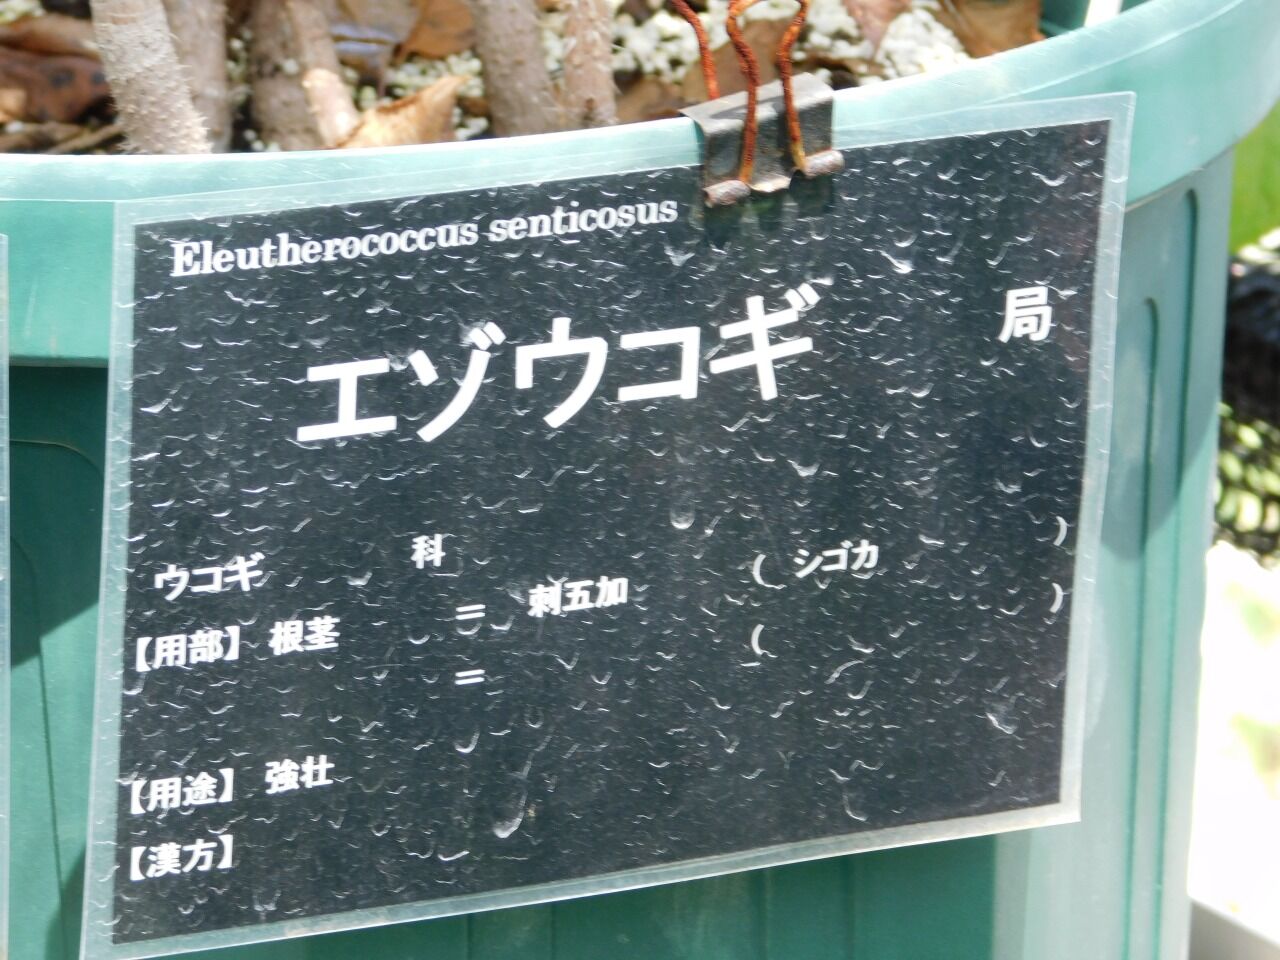 Eleutherococcus senticosus
エゾウコギ 局
ウコギ 科
【用部】 根茎 = 刺五加 ( シゴカ )
= ( )
【用途】 強壮
【漢方】